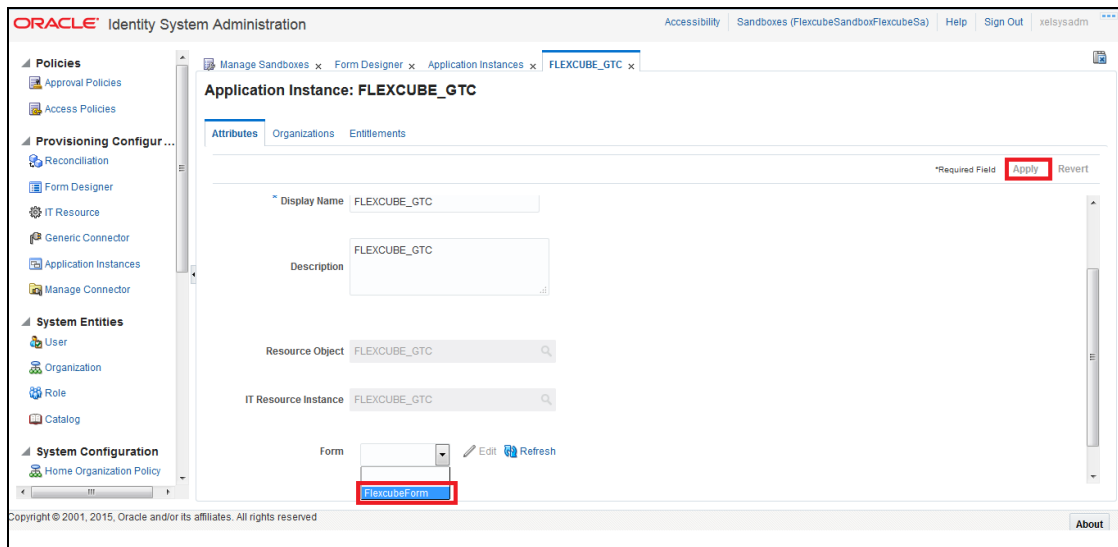 ORACLE® Identity System Administration
Accessibility Sandboxes (FlexcubeSandboxFlexcubeSa) Help Sign Out xelsysadm
Policies
Approval Policies
Access Policies
Provisioning Configur...
Reconciliation
Form Designer
IT Resource
Generic Connector
Application Instances
Manage Connector
System Entities
User
Organization
Role
Catalog
System Configuration
Home Organization Policy
Manage Sandboxes x Form Designer x Application Instances x FLEXCUBE_GTC x
Application Instance: FLEXCUBE_GTC
Attributes Organizations Entitlements
*Required Field Apply Revert
* Display Name FLEXCUBE_GTC
Description FLEXCUBE_GTC
Resource Object FLEXCUBE_GTC
IT Resource Instance FLEXCUBE_GTC
Form Edit Refresh
FlexcubeForm
Copyright © 2001, 2015, Oracle and/or its affiliates. All rights reserved
About